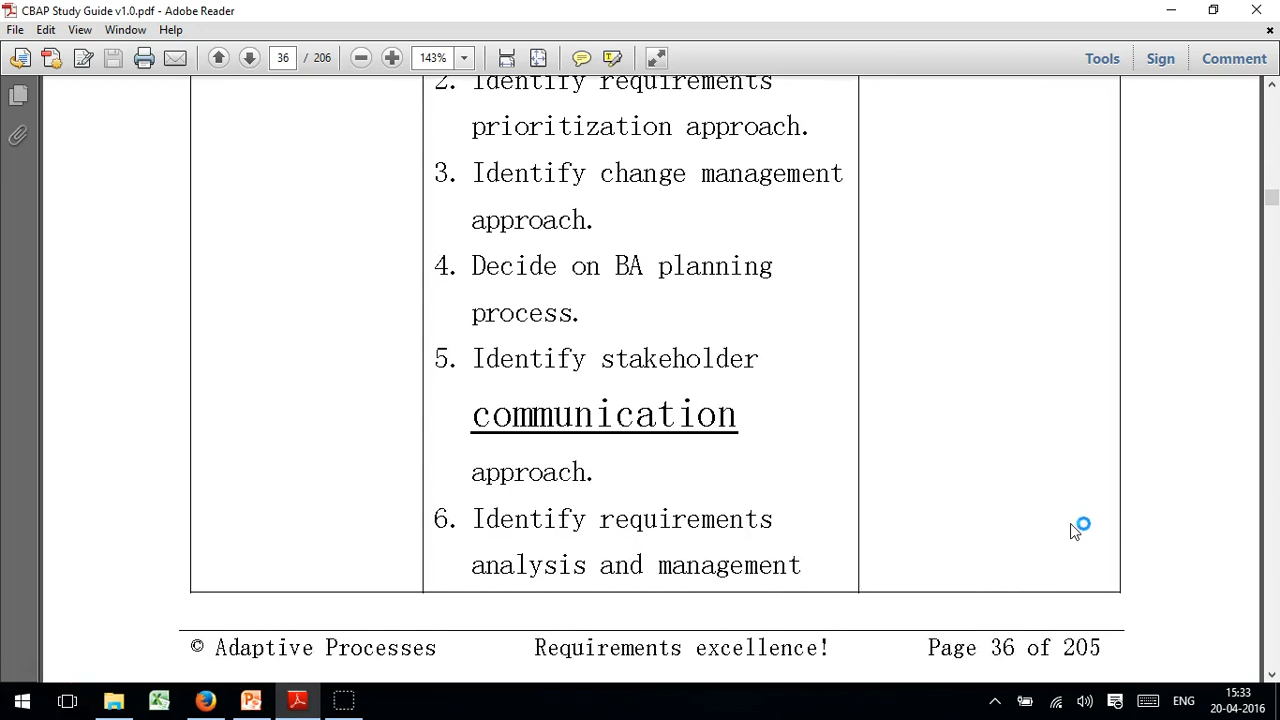 CBAP Study Guide v1.0.pdf - Adobe Reader
File Edit View Window Help
36 / 206 143% Tools Sign Comment
2. Identify requirements
prioritization approach.
3. Identify change management
approach.
4. Decide on BA planning
process.
5. Identify stakeholder
communication
approach.
6. Identify requirements
analysis and management
© Adaptive Processes Requirements excellence! Page 36 of 205
ENG 15:33
20-04-2016